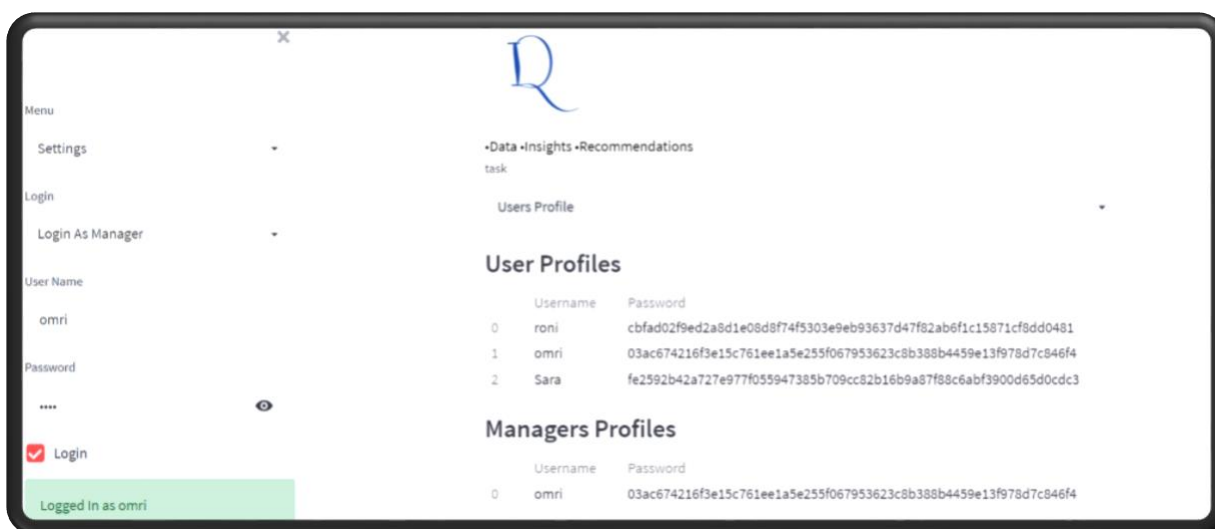 Menu
Settings
Login
Login As Manager
User Name
omri
Password
••••
Login
Logged In as omri
•Data •Insights •Recommendations
task
Users Profile
User Profiles
Username Password
0 roni cbfad02f9ed2a8d1e08d8f74f5303e9eb93637d47f82ab6f1c15871cf8dd0481
1 omri 03ac674216f3e15c761ee1a5e255f067953623c8b388b4459e13f978d7c846f4
2 Sara fe2592b42a727e977f055947385b709cc82b16b9a87f88c6abf3900d65d0cdc3
Managers Profiles
Username Password
0 omri 03ac674216f3e15c761ee1a5e255f067953623c8b388b4459e13f978d7c846f4